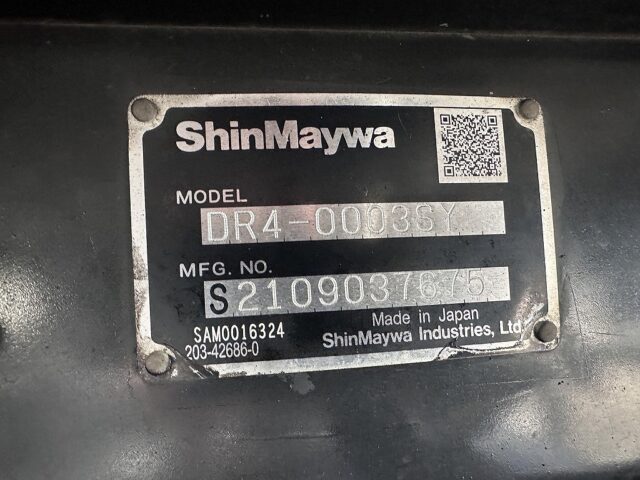 ShinMaywa
MODEL
DR4-0003SY
MFG. NO.
S2109037675
SAM0016324
Made in Japan
203-42686-0
ShinMaywa Industries, Ltd.